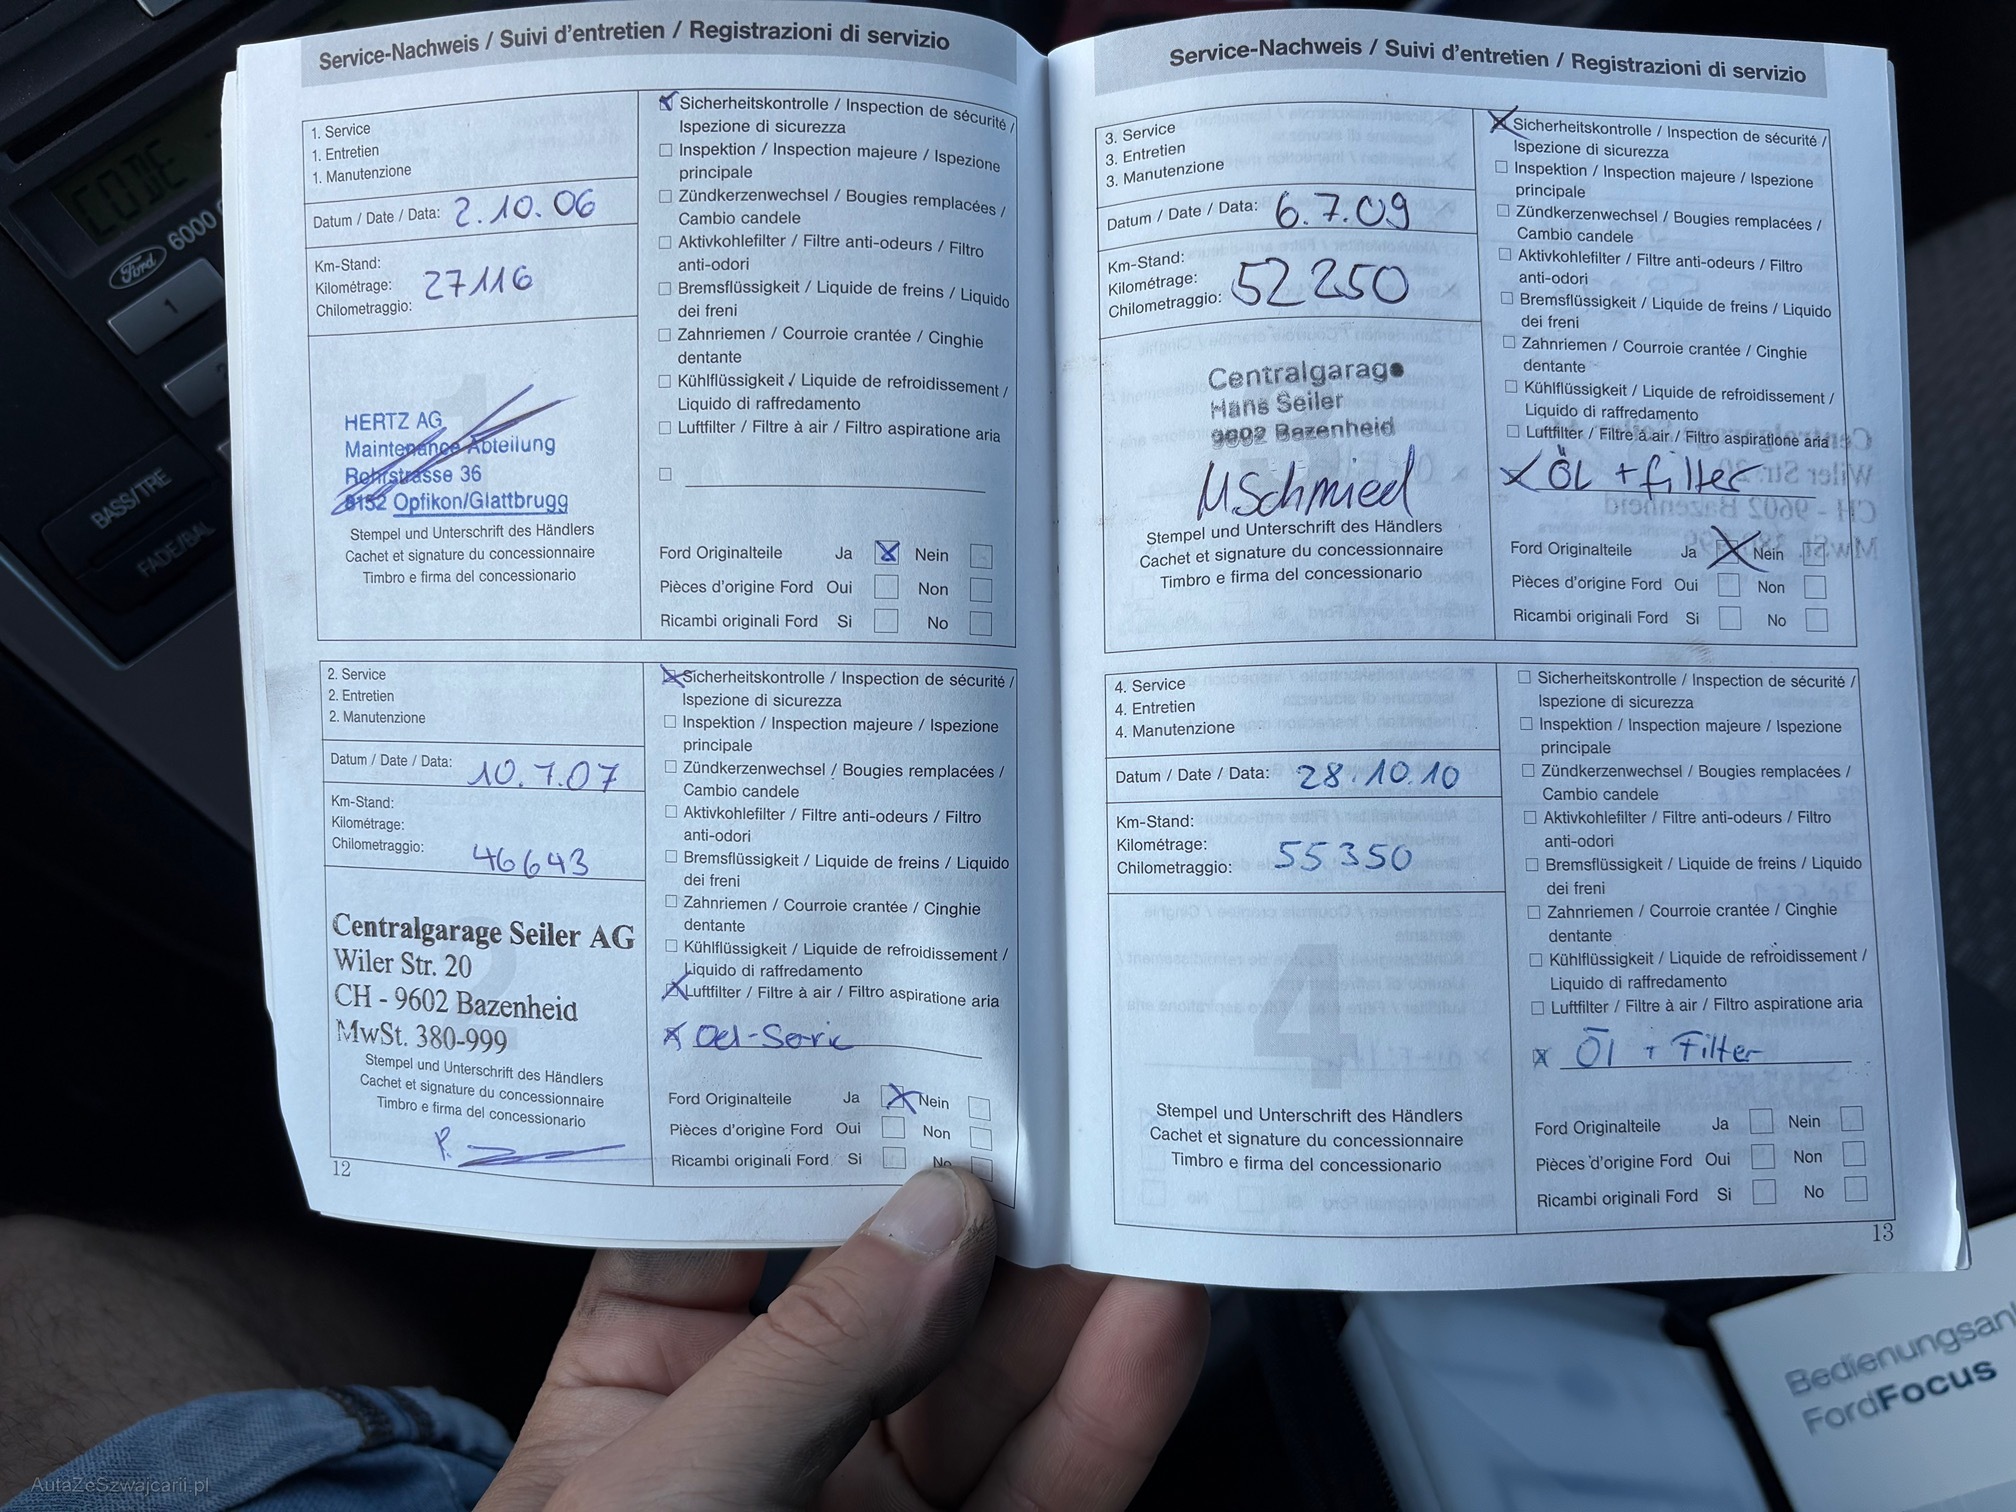 Service-Nachweis / Suivi d'entretien / Registrazioni di servizio
1. Service
1. Entretien
1. Manutenzione
Datum / Date / Data: 2.10.06
Km-Stand:
Kilométrage:
Chilometraggio: 27116
HERTZ AG
Maintenance Abteilung
Rohrstrasse 36
8152 Opfikon/Glattbrugg
Stempel und Unterschrift des Händlers
Cachet et signature du concessionnaire
Timbro e firma del concessionario
Sicherheitskontrolle / Inspection de sécurité /
Ispezione di sicurezza
Inspektion / Inspection majeure / Ispezione
principale
Zündkerzenwechsel / Bougies remplacées /
Cambio candele
Aktivkohlefilter / Filtre anti-odeurs / Filtro
anti-odori
Bremsflüssigkeit / Liquide de freins / Liquido
dei freni
Zahnriemen / Courroie crantée / Cinghie
dentante
Kühlflüssigkeit / Liquide de refroidissement /
Liquido di raffredamento
Luftfilter / Filtre à air / Filtro aspiratione aria
Ford Originalteile Ja Nein
Pièces d'origine Ford Oui Non
Ricambi originali Ford Si No
2. Service
2. Entretien
2. Manutenzione
Datum / Date / Data: 10.7.07
Km-Stand:
Kilométrage:
Chilometraggio: 46643
Centralgarage Seiler AG
Wiler Str. 20
CH - 9602 Bazenheid
MwSt. 380-999
Stempel und Unterschrift des Händlers
Cachet et signature du concessionnaire
Timbro e firma del concessionario
12
Sicherheitskontrolle / Inspection de sécurité /
Ispezione di sicurezza
Inspektion / Inspection majeure / Ispezione
principale
Zündkerzenwechsel / Bougies remplacées /
Cambio candele
Aktivkohlefilter / Filtre anti-odeurs / Filtro
anti-odori
Bremsflüssigkeit / Liquide de freins / Liquido
dei freni
Zahnriemen / Courroie crantée / Cinghie
dentante
Kühlflüssigkeit / Liquide de refroidissement /
Liquido di raffredamento
Luftfilter / Filtre à air / Filtro aspiratione aria
Oel-Servic
Ford Originalteile Ja Nein
Pièces d'origine Ford Oui Non
Ricambi originali Ford Si No
Service-Nachweis / Suivi d'entretien / Registrazioni di servizio
3. Service
3. Entretien
3. Manutenzione
Datum / Date / Data: 6.7.09
Km-Stand:
Kilométrage:
Chilometraggio: 52250
Centralgarage
Hans Seiler
9602 Bazenheid
MSchmied
Stempel und Unterschrift des Händlers
Cachet et signature du concessionnaire
Timbro e firma del concessionario
Sicherheitskontrolle / Inspection de sécurité /
Ispezione di sicurezza
Inspektion / Inspection majeure / Ispezione
principale
Zündkerzenwechsel / Bougies remplacées /
Cambio candele
Aktivkohlefilter / Filtre anti-odeurs / Filtro
anti-odori
Bremsflüssigkeit / Liquide de freins / Liquido
dei freni
Zahnriemen / Courroie crantée / Cinghie
dentante
Kühlflüssigkeit / Liquide de refroidissement /
Liquido di raffredamento
Luftfilter / Filtre à air / Filtro aspiratione aria
ÖL + filter
Ford Originalteile Ja Nein
Pièces d'origine Ford Oui Non
Ricambi originali Ford Si No
4. Service
4. Entretien
4. Manutenzione
Datum / Date / Data: 28.10.10
Km-Stand:
Kilométrage:
Chilometraggio: 55350
4
Stempel und Unterschrift des Händlers
Cachet et signature du concessionnaire
Timbro e firma del concessionario
Sicherheitskontrolle / Inspection de sécurité /
Ispezione di sicurezza
Inspektion / Inspection majeure / Ispezione
principale
Zündkerzenwechsel / Bougies remplacées /
Cambio candele
Aktivkohlefilter / Filtre anti-odeurs / Filtro
anti-odori
Bremsflüssigkeit / Liquide de freins / Liquido
dei freni
Zahnriemen / Courroie crantée / Cinghie
dentante
Kühlflüssigkeit / Liquide de refroidissement /
Liquido di raffredamento
Luftfilter / Filtre à air / Filtro aspiratione aria
Öl + Filter
Ford Originalteile Ja Nein
Pièces d'origine Ford Oui Non
Ricambi originali Ford Si No
13
CODE
Ford 6000
1
BASS/TRE
FADE/BAL
Bedienungsan
FordFocus
AutaZeSzwajcarii.pl